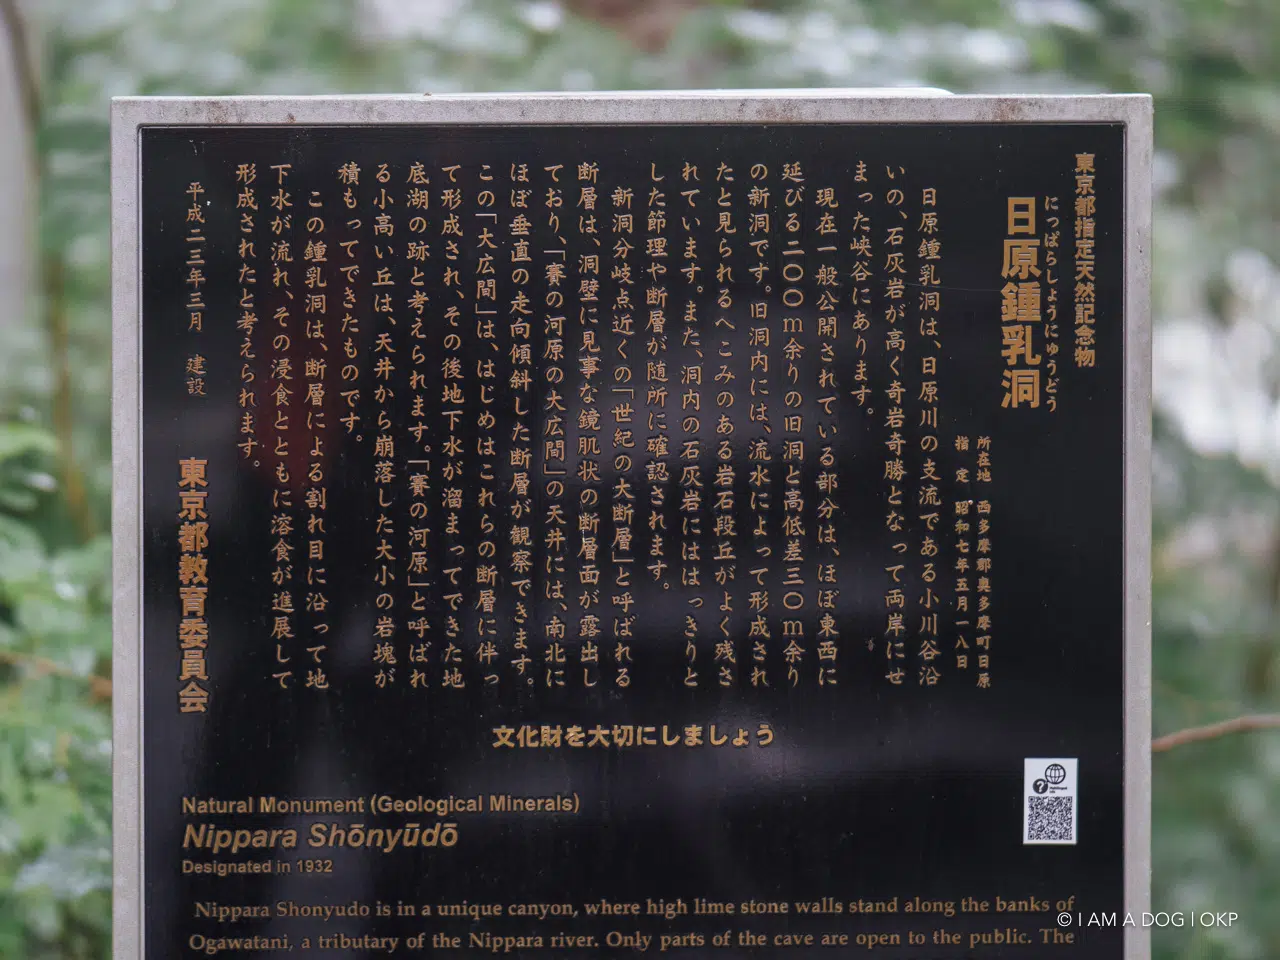 東京都指定天然記念物
にっぱらしょうにゅうどう
日原鍾乳洞
所在地　西多摩郡奥多摩町日原
指　定　昭和七年五月一八日
日原鍾乳洞は、日原川の支流である小川谷沿
いの、石灰岩が高く奇岩奇勝となって両岸にせ
まった峡谷にあります。
現在一般公開されている部分は、ほぼ東西に
延びる二〇〇ｍ余りの旧洞と高低差三〇ｍ余り
の新洞です。旧洞内には、流水によって形成され
たと見られるへこみのある岩石段丘がよく残さ
れています。また、洞内の石灰岩にははっきりと
した節理や断層が随所に確認されます。
新洞分岐点近くの「世紀の大断層」と呼ばれる
断層は、洞壁に見事な鏡肌状の断層面が露出し
ており、「賽の河原の大広間」の天井には、南北に
ほぼ垂直の走向傾斜した断層が観察できます。
この「大広間」は、はじめはこれらの断層に伴っ
て形成され、その後地下水が溜まってできた地
底湖の跡と考えられます。「賽の河原」と呼ばれ
る小高い丘は、天井から崩落した大小の岩塊が
積もってできたものです。
この鍾乳洞は、断層による割れ目に沿って地
下水が流れ、その浸食とともに溶食が進展して
形成されたと考えられます。
平成二三年三月　建設
東京都教育委員会
文化財を大切にしましょう
Natural Monument (Geological Minerals)
Nippara Shōnyūdō
Designated in 1932
Nippara Shonyudo is in a unique canyon, where high lime stone walls stand along the banks of
Ogawatani, a tributary of the Nippara river. Only parts of the cave are open to the public. The
© I AM A DOG | OKP